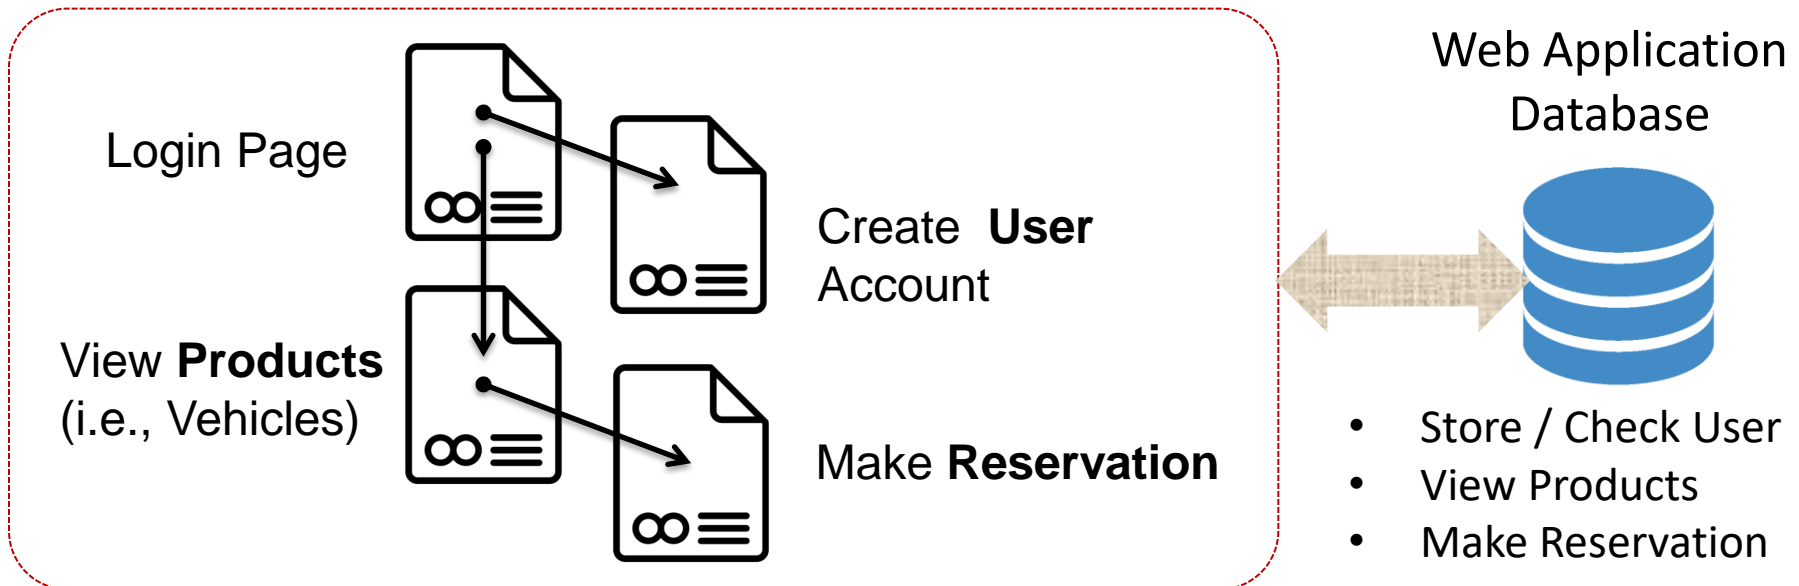 Login Page
Create User
Account
View Products
(i.e., Vehicles)
Make Reservation
Web Application
Database
• Store / Check User
• View Products
• Make Reservation